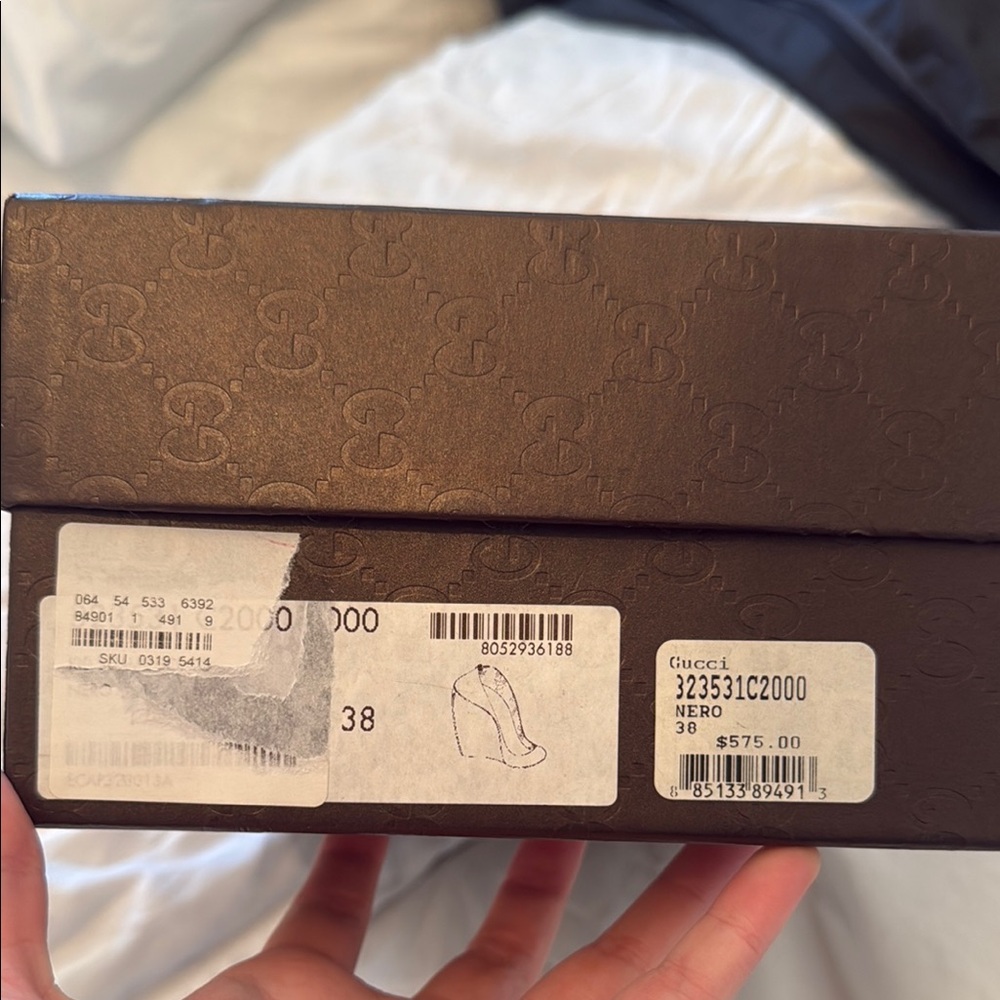 064 54 533 6392
84901 1 491 9
SKU 0319 5414
2000
000
8052936188
38
Gucci
323531C2000
NERO
38
$575.00
8 85133 89491 3